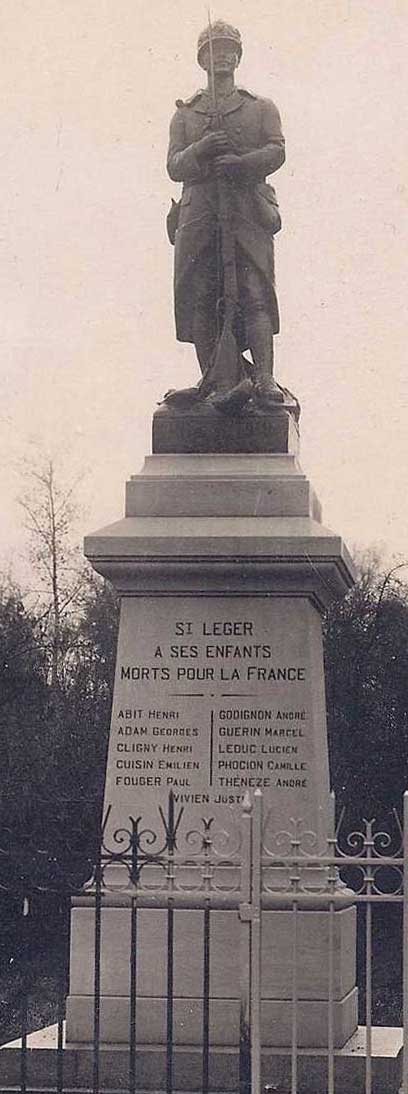 ST LEGER
A SES ENFANTS
MORTS POUR LA FRANCE
ABIT HENRI
ADAM GEORGES
CLIGNY HENRI
CUISIN EMILIEN
FOUGER PAUL
GODIGNON ANDRÉ
GUERIN MARCEL
LEDUC LUCIEN
PHOCION CAMILLE
THÉNEZE ANDRÉ
VIVIEN